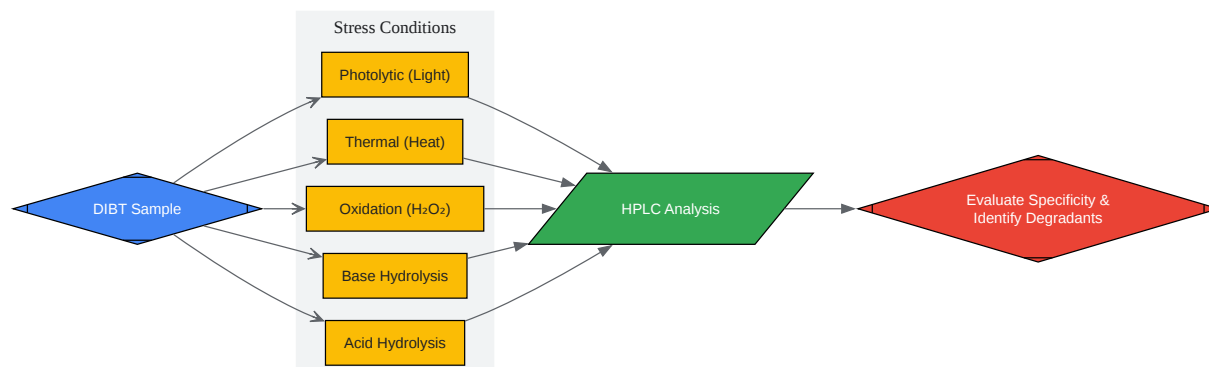 Stress Conditions
Photolytic (Light)
Thermal (Heat)
DIBT Sample
Oxidation (H₂O₂)
HPLC Analysis
Evaluate Specificity &
Identify Degradants
Base Hydrolysis
Acid Hydrolysis